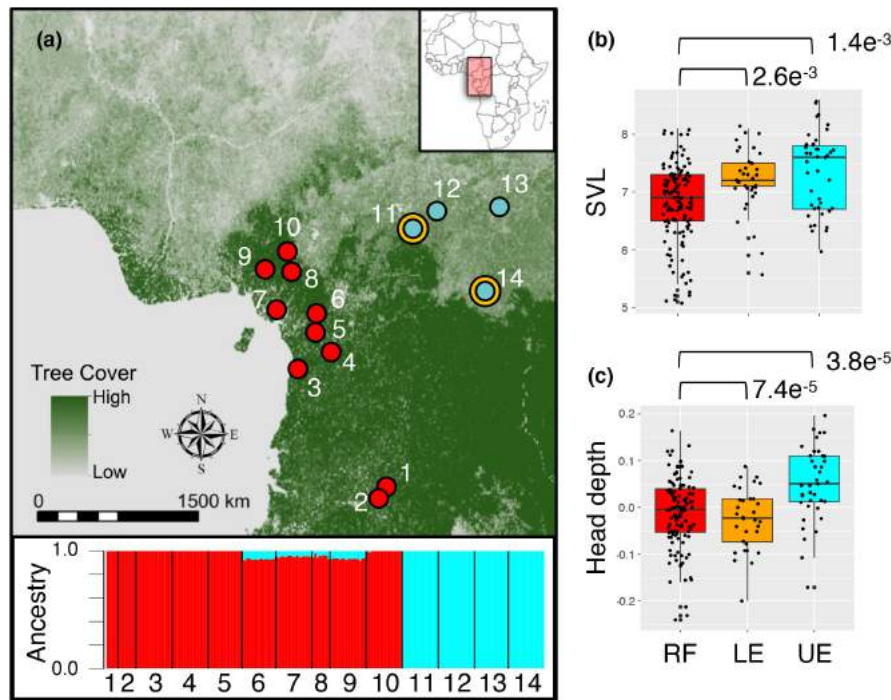 (a)
12
13
11
10
9
8
14
7
6
5
4
3
1
2
Tree Cover
High
Low
N
W E
S
0 1500 km
1.0
Ancestry
0.0
1 2 3 4 5 6 7 8 9 10 11 12 13 14
(b)
1.4e-3
2.6e-3
SVL
8
7
6
5
(c)
3.8e-5
7.4e-5
Head depth
0.2
0.1
0.0
-0.1
-0.2
RF LE UE